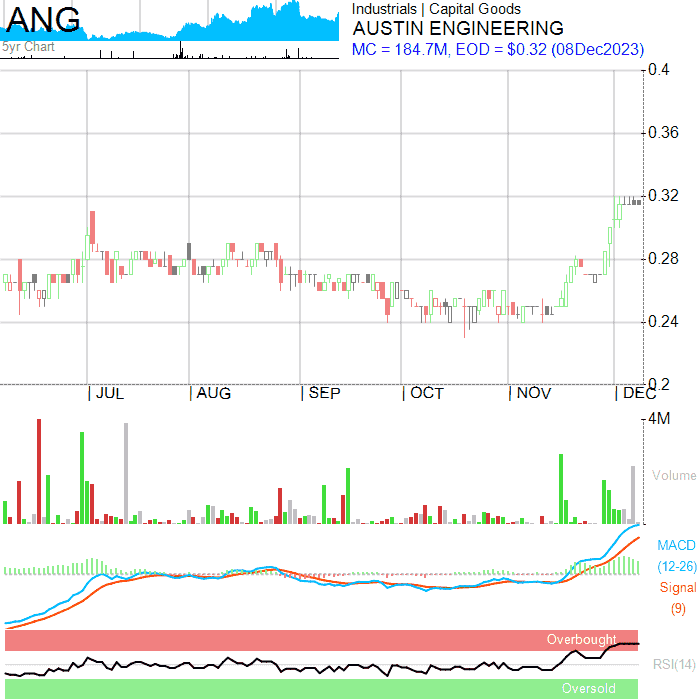 ANG
5yr Chart
Industrials | Capital Goods
AUSTIN ENGINEERING
MC = 184.7M, EOD = $0.32 (08Dec2023)
0.4
0.36
0.32
0.28
0.24
0.2
| JUL
| AUG
| SEP
| OCT
| NOV
| DEC
4M
Volume
MACD
(12-26)
Signal
(9)
Overbought
RSI(14)
Oversold